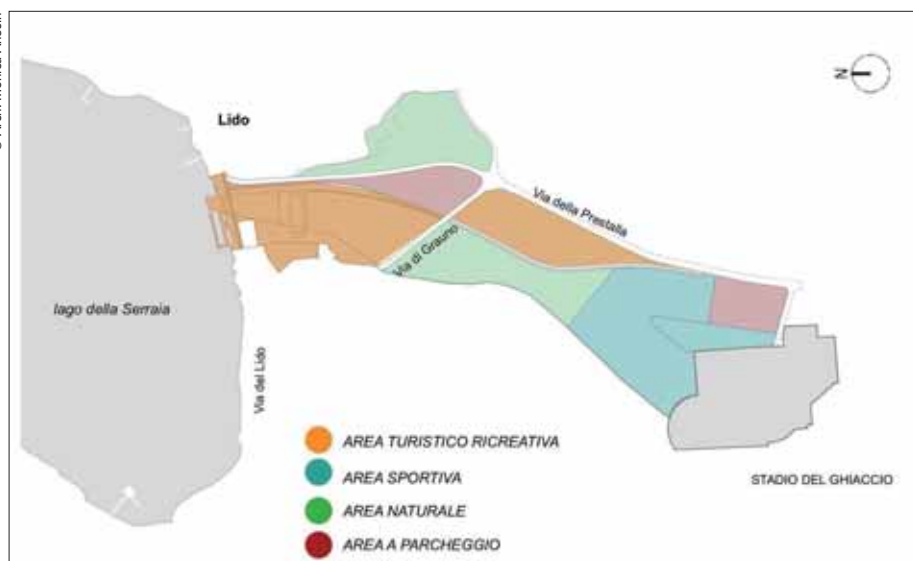 N
Lido
Via della Prestalla
Via di Grauno
lago della Serraia
Via del Lido
AREA TURISTICO RICREATIVA
AREA SPORTIVA
AREA NATURALE
AREA A PARCHEGGIO
STADIO DEL GHIACCIO